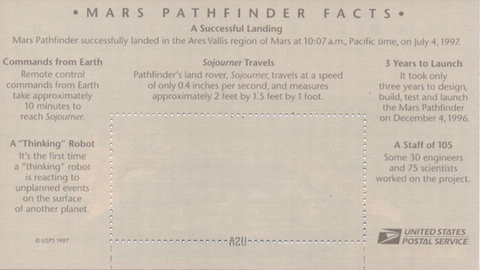 • MARS PATHFINDER FACTS •
A Successful Landing
Mars Pathfinder successfully landed in the Ares Vallis region of Mars at 10:07 a.m., Pacific time, on July 4, 1997.
Commands from Earth
Remote control
commands from Earth
take approximately
10 minutes to
reach Sojourner.
A "Thinking" Robot
It's the first time
a "thinking" robot
is reacting to
unplanned events
on the surface
of another planet.
© USPS 1997
Sojourner Travels
Pathfinder's land rover, Sojourner, travels at a speed
of only 0.4 inches per second, and measures
approximately 2 feet by 1.5 feet by 1 foot.
3 Years to Launch
It took only
three years to design,
build, test and launch
the Mars Pathfinder
on December 4, 1996.
A Staff of 105
Some 30 engineers
and 75 scientists
worked on the project.
UNITED STATES
POSTAL SERVICE
USA